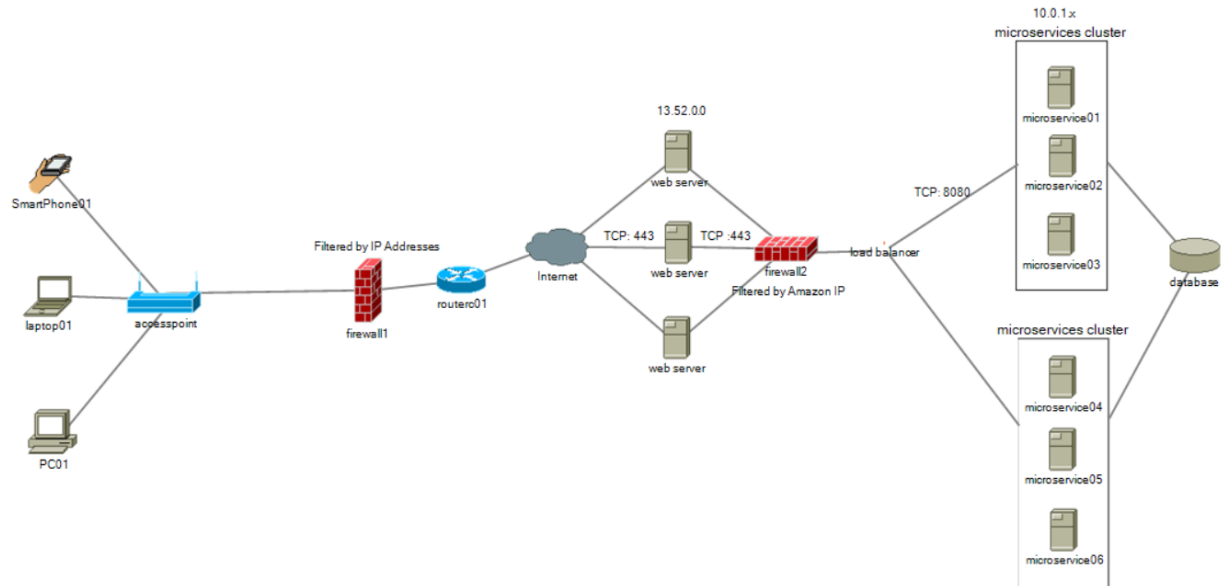 SmartPhone01
laptop01
PC01
accesspoint
Filtered by IP Addresses
firewall1
routerc01
Internet
13.52.0.0
web server
TCP: 443
TCP :443
web server
web server
firewall2
Filtered by Amazon IP
load balancer
TCP: 8080
10.0.1.x
microservices cluster
microservice01
microservice02
microservice03
microservices cluster
microservice04
microservice05
microservice06
database